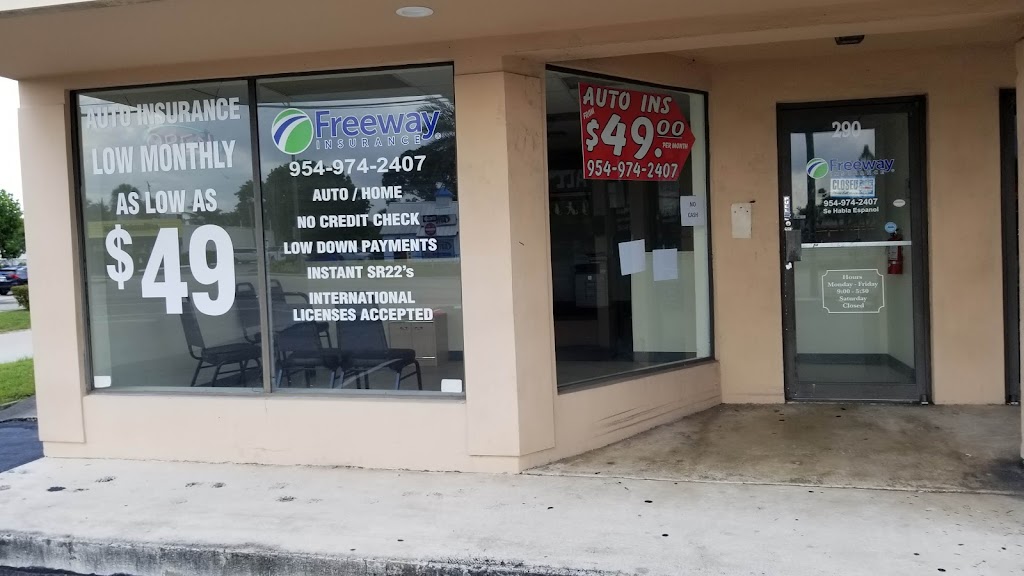 AUTO INSURANCE
LOW MONTHLY
AS LOW AS
$49
Freeway
INSURANCE
954-974-2407
AUTO / HOME
NO CREDIT CHECK
LOW DOWN PAYMENTS
INSTANT SR22's
INTERNATIONAL
LICENSES ACCEPTED
AUTO INS
FROM
$49.00
PER MONTH
954-974-2407
NO
CASH
290
Freeway
CLOSED
954-974-2407
Se Habla Espanol
Hours
Monday - Friday
9:00 - 5:30
Saturday
Closed